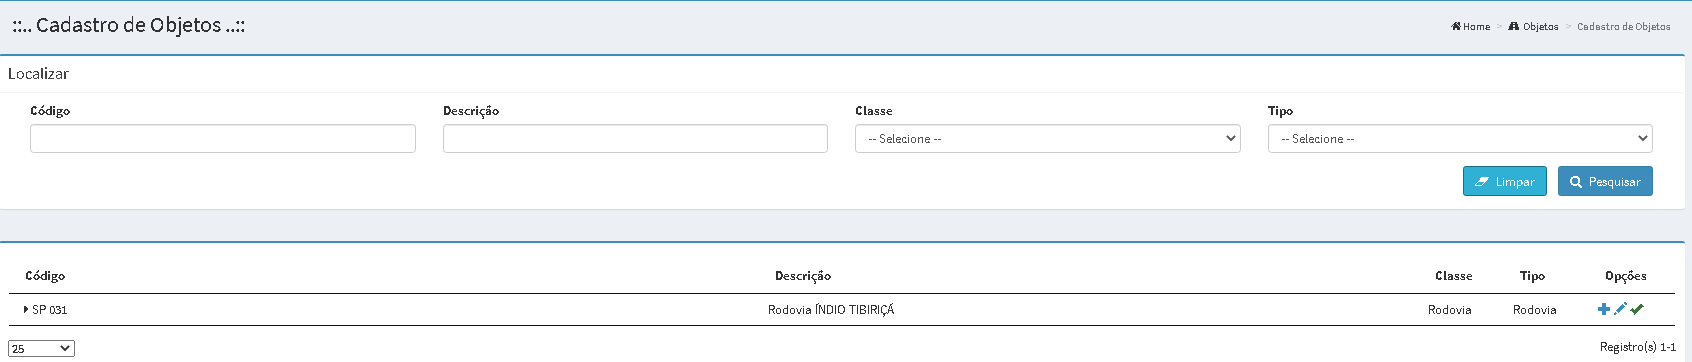 ::... Cadastro de Objetos ...::
Home > Objetos > Cadastro de Objetos
Localizar
Código Descrição Classe Tipo
-- Selecione -- -- Selecione --
Limpar Pesquisar
Código Descrição Classe Tipo Opções
SP 031 Rodovia ÍNDIO TIBIRIÇÁ Rodovia Rodovia
25 Registro(s) 1-1